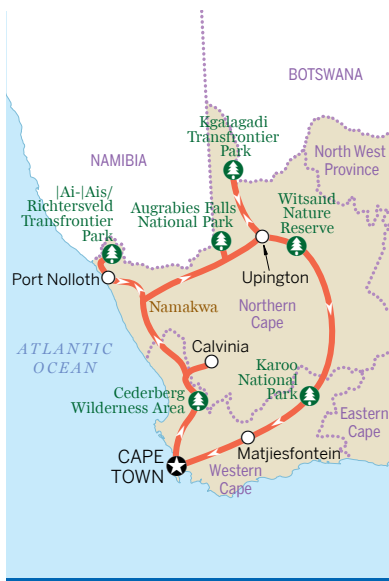 BOTSWANA
Kgalagadi
Transfrontier
Park
North West
Province
NAMIBIA
|Ai-|Ais/
Richtersveld
Transfrontier
Park
Augrabies Falls
National Park
Witsand
Nature
Reserve
Port Nolloth
Upington
Namakwa
Northern
Cape
ATLANTIC
OCEAN
Calvinia
Karoo
National
Park
Cederberg
Wilderness Area
Eastern
Cape
CAPE
TOWN
Matjiesfontein
Western
Cape